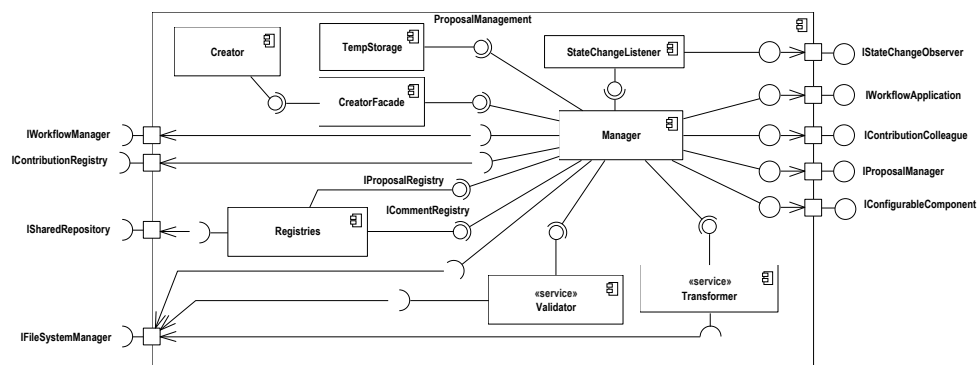 ProposalManagement
Creator
TempStorage
StateChangeListener
IStateChangeObserver
CreatorFacade
IWorkflowApplication
IWorkflowManager
Manager
IContributionColleague
IContributionRegistry
IProposalManager
IProposalRegistry
ICommentRegistry
IConfigurableComponent
ISharedRepository
Registries
«service»
Validator
«service»
Transformer
IFileSystemManager